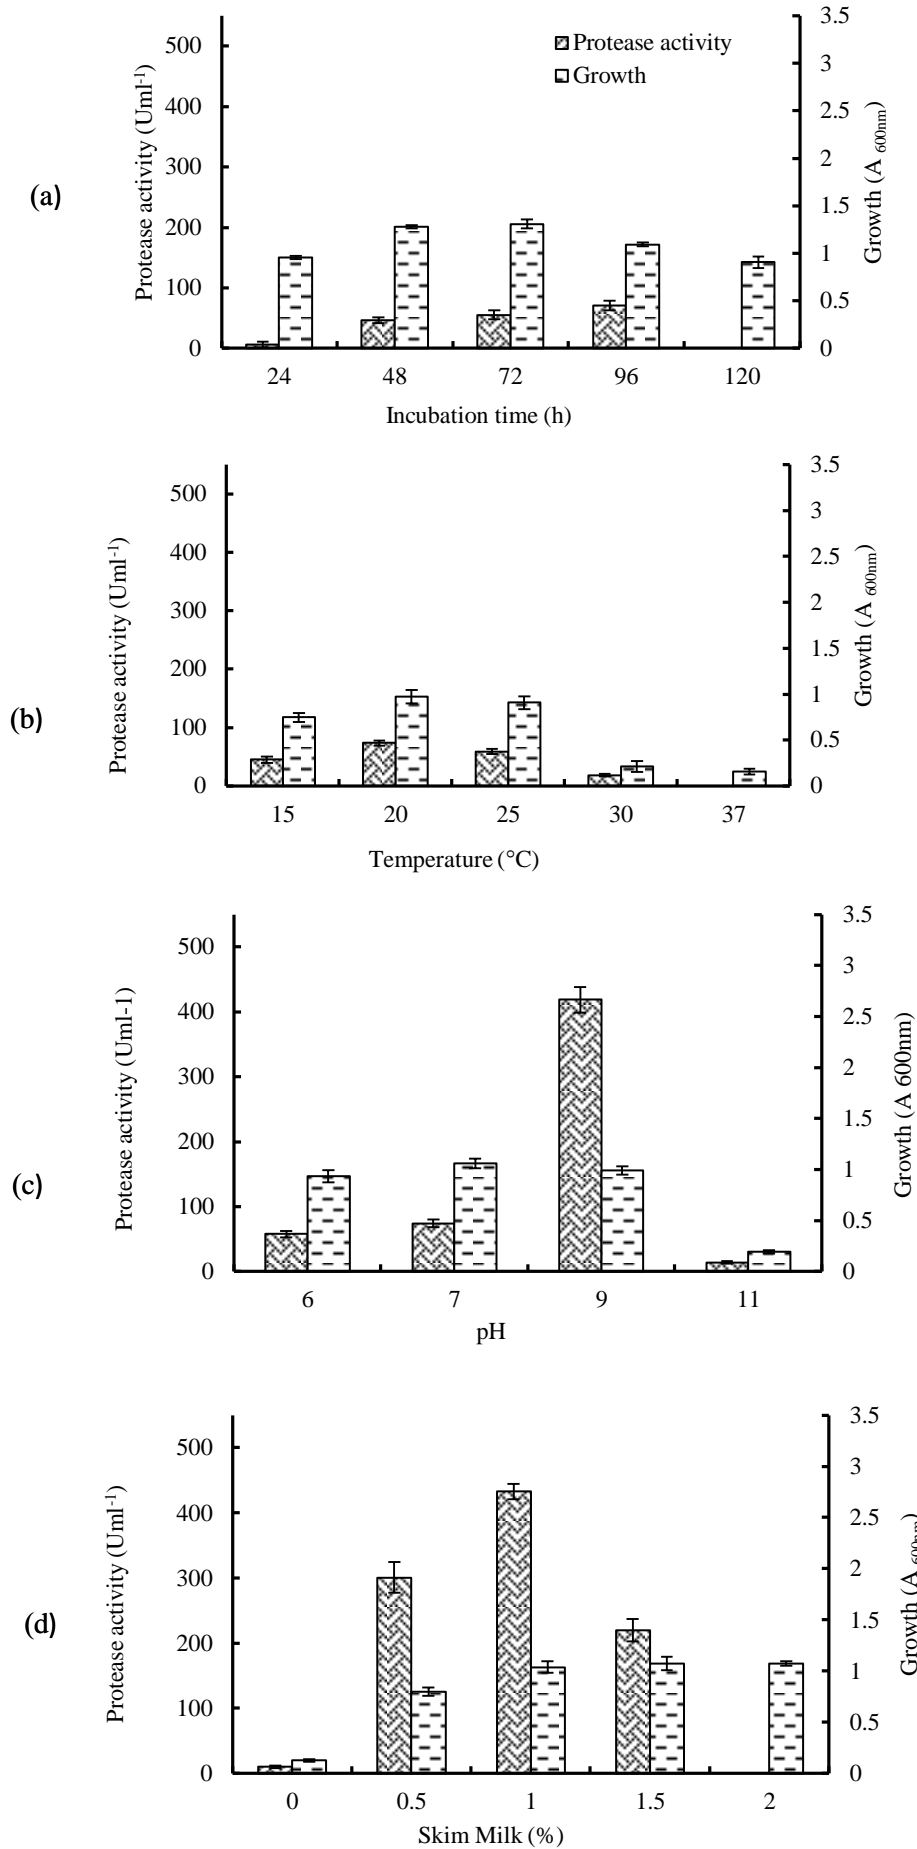 (a)
Protease activity (Uml-1)
500
400
300
200
100
0
Protease activity
Growth
3.5
3
2.5
2
1.5
1
0.5
0
Growth (A 600nm)
24 48 72 96 120
Incubation time (h)
(b)
Protease activity (Uml-1)
500
400
300
200
100
0
3.5
3
2.5
2
1.5
1
0.5
0
Growth (A 600nm)
15 20 25 30 37
Temperature (°C)
(c)
Protease activity (Uml-1)
500
400
300
200
100
0
3.5
3
2.5
2
1.5
1
0.5
0
Growth (A 600nm)
6 7 9 11
pH
(d)
Protease activity (Uml-1)
500
400
300
200
100
0
3.5
3
2.5
2
1.5
1
0.5
0
Growth (A 600nm)
0 0.5 1 1.5 2
Skim Milk (%)